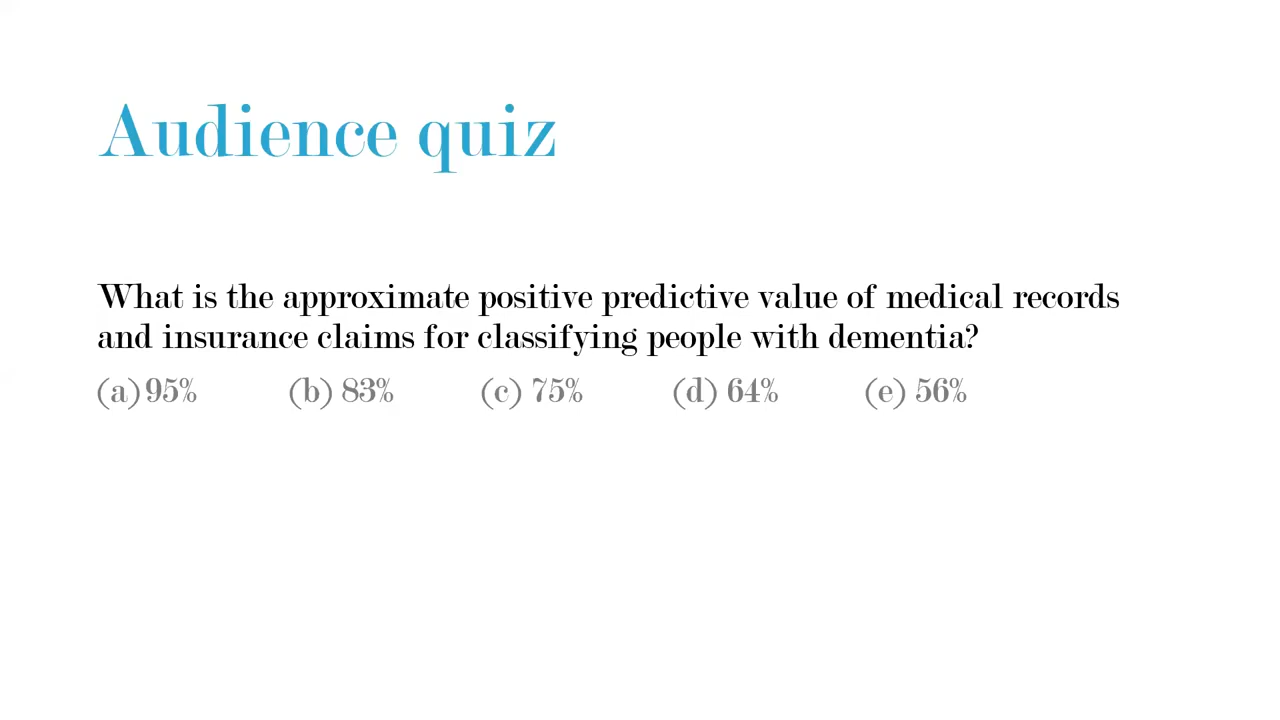 Audience quiz
What is the approximate positive predictive value of medical records
and insurance claims for classifying people with dementia?
(a) 95% (b) 83% (c) 75% (d) 64% (e) 56%